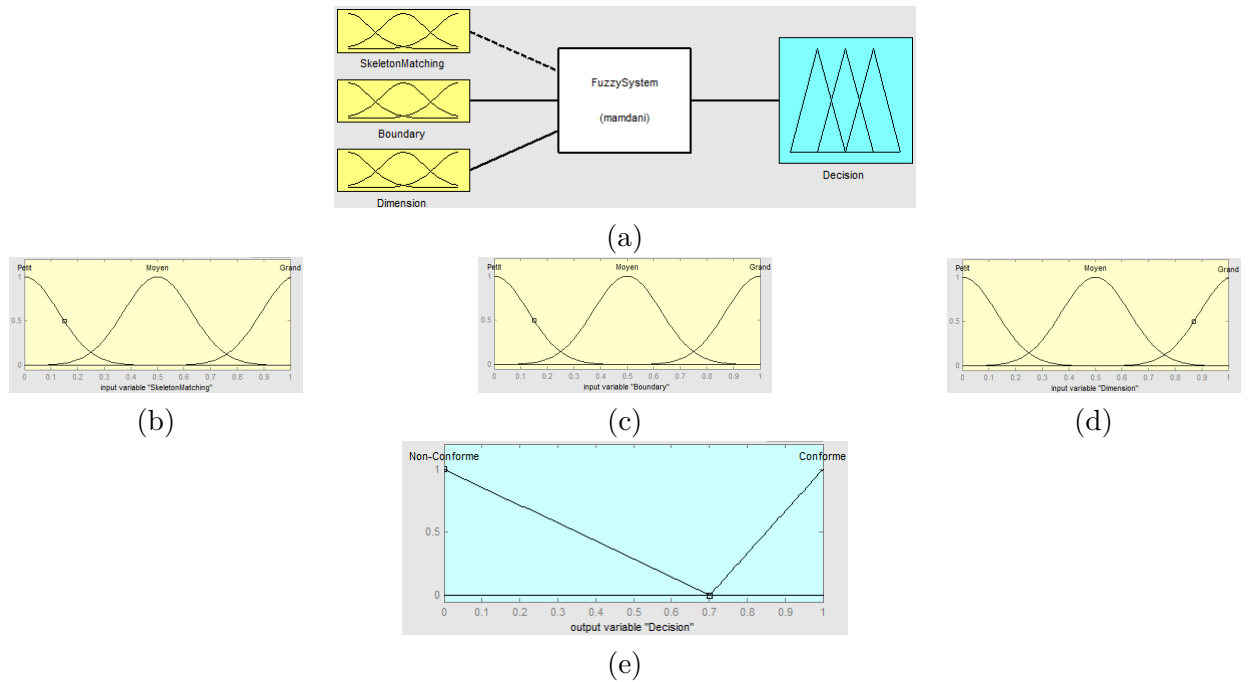 SkeletonMatching
Boundary
Dimension
FuzzySystem
(mamdani)
Decision
(a)
Petit Moyen Grand
1
0.5
0
0 0.1 0.2 0.3 0.4 0.5 0.6 0.7 0.8 0.9 1
input variable "SkeletonMatching"
(b)
Petit Moyen Grand
1
0.5
0
0 0.1 0.2 0.3 0.4 0.5 0.6 0.7 0.8 0.9 1
input variable "Boundary"
(c)
Petit Moyen Grand
1
0.5
0
0 0.1 0.2 0.3 0.4 0.5 0.6 0.7 0.8 0.9 1
input variable "Dimension"
(d)
Non-Conforme Conforme
1
0.5
0
0 0.1 0.2 0.3 0.4 0.5 0.6 0.7 0.8 0.9 1
output variable "Decision"
(e)